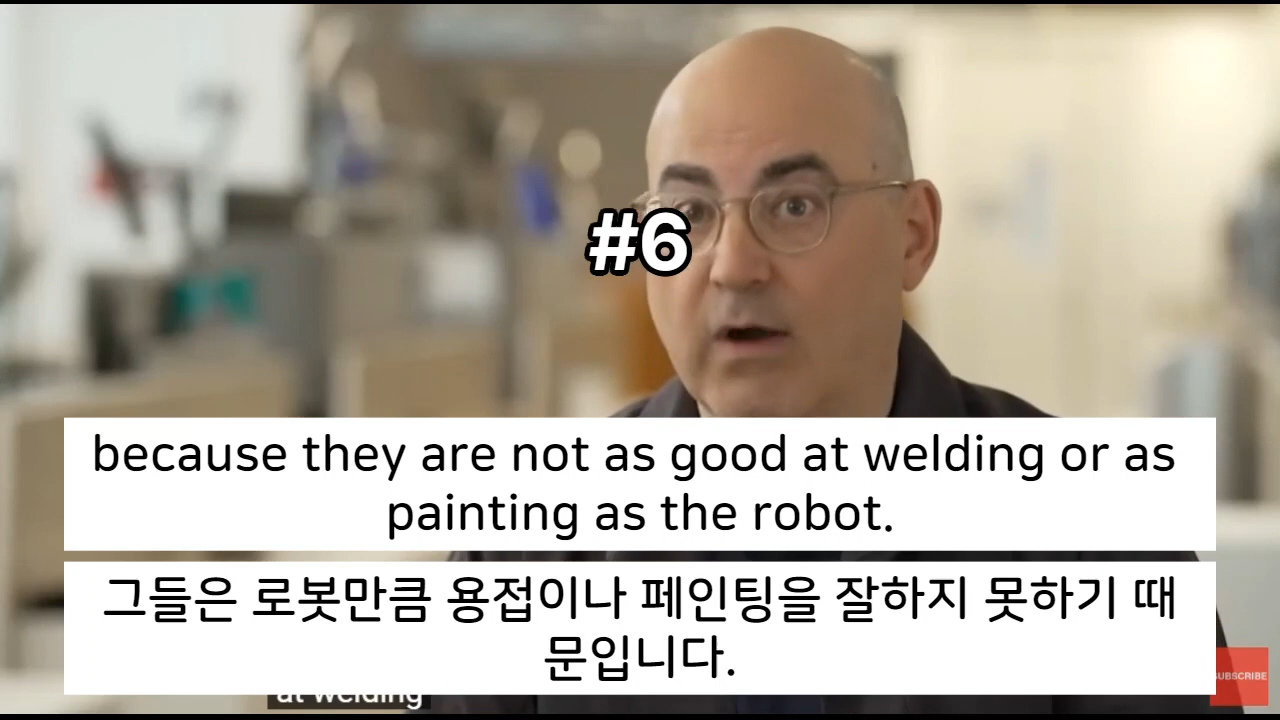 #6
because they are not as good at welding or as
painting as the robot.
그들은 로봇만큼 용접이나 페인팅을 잘하지 못하기 때
문입니다.
SUBSCRIBE
at welding